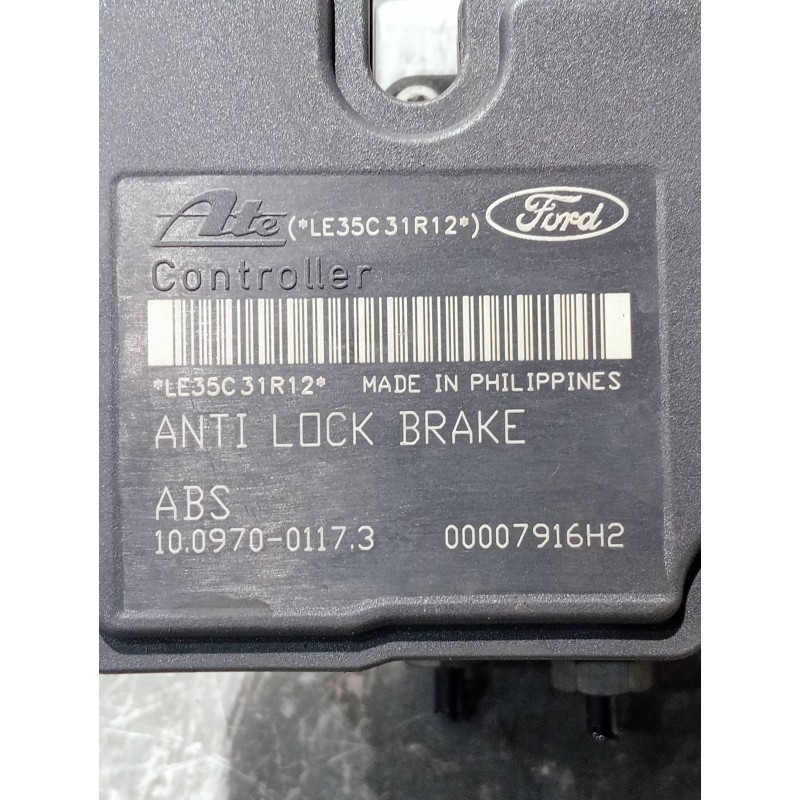 Ate (*LE35C31R12*) Ford
Controller
*LE35C31R12* MADE IN PHILIPPINES
ANTI LOCK BRAKE
ABS
10.0970-0117.3 00007916H2